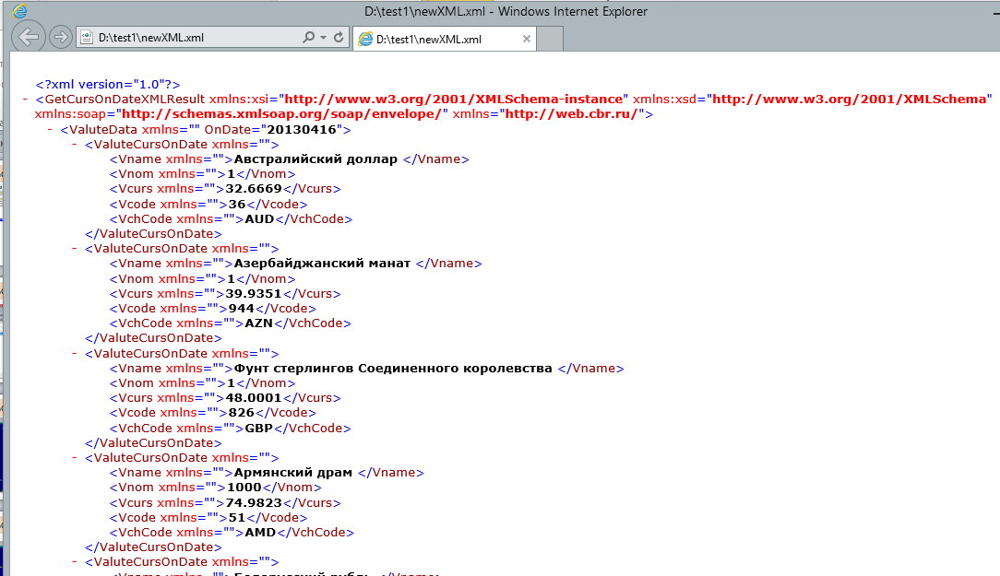 D:\test1\newXML.xml - Windows Internet Explorer
D:\test1\newXML.xml
D:\test1\newXML.xml
<?xml version="1.0"?>
- <GetCursOnDateXMLResult xmlns:xsi="http://www.w3.org/2001/XMLSchema-instance" xmlns:xsd="http://www.w3.org/2001/XMLSchema"
xmlns:soap="http://schemas.xmlsoap.org/soap/envelope/" xmlns="http://web.cbr.ru/">
- <ValuteData xmlns="" OnDate="20130416">
- <ValuteCursOnDate xmlns="">
<Vname xmlns="">Австралийский доллар </Vname>
<Vnom xmlns="">1</Vnom>
<Vcurs xmlns="">32.6669</Vcurs>
<Vcode xmlns="">36</Vcode>
<VchCode xmlns="">AUD</VchCode>
</ValuteCursOnDate>
- <ValuteCursOnDate xmlns="">
<Vname xmlns="">Азербайджанский манат </Vname>
<Vnom xmlns="">1</Vnom>
<Vcurs xmlns="">39.9351</Vcurs>
<Vcode xmlns="">944</Vcode>
<VchCode xmlns="">AZN</VchCode>
</ValuteCursOnDate>
- <ValuteCursOnDate xmlns="">
<Vname xmlns="">Фунт стерлингов Соединенного королевства </Vname>
<Vnom xmlns="">1</Vnom>
<Vcurs xmlns="">48.0001</Vcurs>
<Vcode xmlns="">826</Vcode>
<VchCode xmlns="">GBP</VchCode>
</ValuteCursOnDate>
- <ValuteCursOnDate xmlns="">
<Vname xmlns="">Армянский драм </Vname>
<Vnom xmlns="">1000</Vnom>
<Vcurs xmlns="">74.9823</Vcurs>
<Vcode xmlns="">51</Vcode>
<VchCode xmlns="">AMD</VchCode>
</ValuteCursOnDate>
- <ValuteCursOnDate xmlns="">